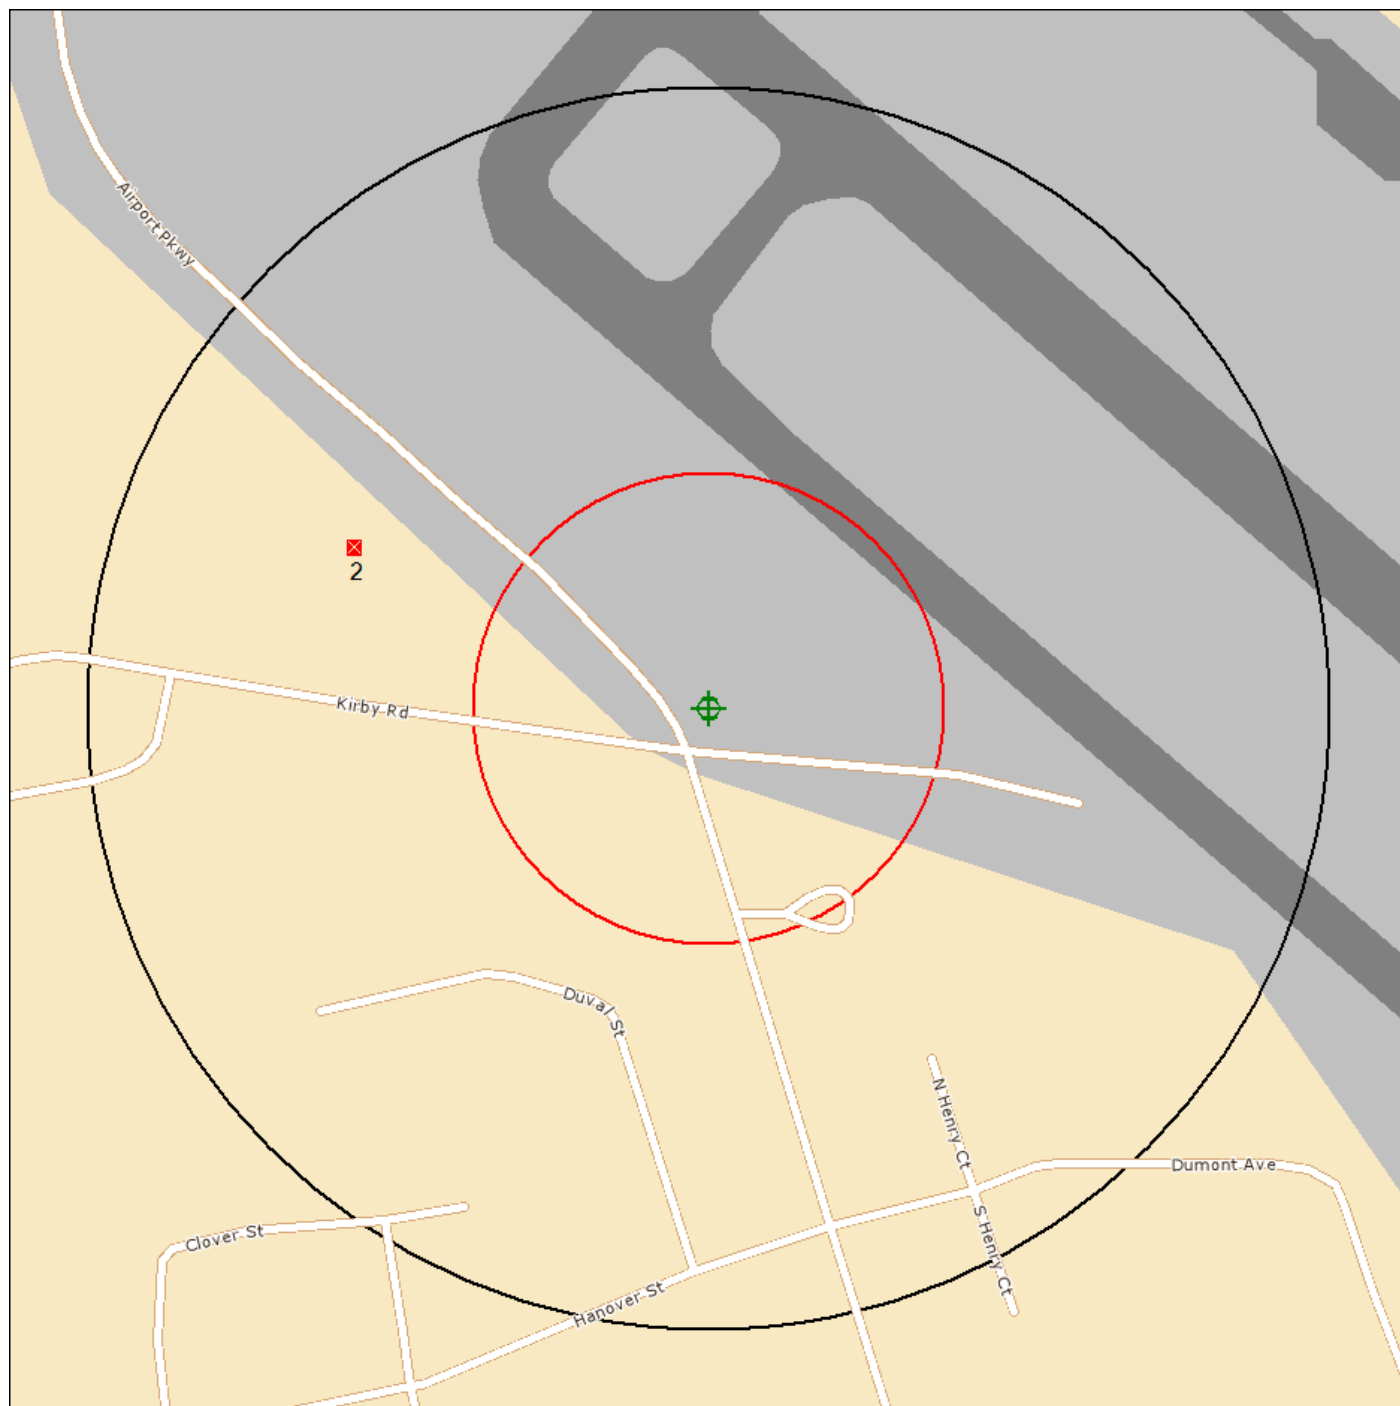 Airport Pkwy
2
Kirby Rd
Duval St
N Henry Ct
Dumont Ave
S Henry Ct
Clover St
Hanover St